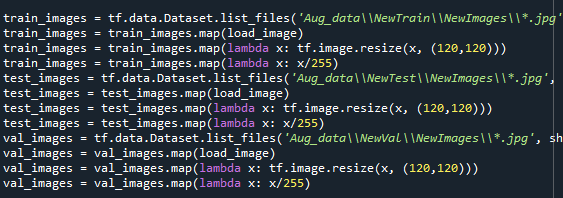 train_images = tf.data.Dataset.list_files('Aug_data\\NewTrain\\NewImages\\*.jpg'
train_images = train_images.map(load_image)
train_images = train_images.map(lambda x: tf.image.resize(x, (120,120)))
train_images = train_images.map(lambda x: x/255)
test_images = tf.data.Dataset.list_files('Aug_data\\NewTest\\NewImages\\*.jpg',
test_images = test_images.map(load_image)
test_images = test_images.map(lambda x: tf.image.resize(x, (120,120)))
test_images = test_images.map(lambda x: x/255)
val_images = tf.data.Dataset.list_files('Aug_data\\NewVal\\NewImages\\*.jpg', sh
val_images = val_images.map(load_image)
val_images = val_images.map(lambda x: tf.image.resize(x, (120,120)))
val_images = val_images.map(lambda x: x/255)